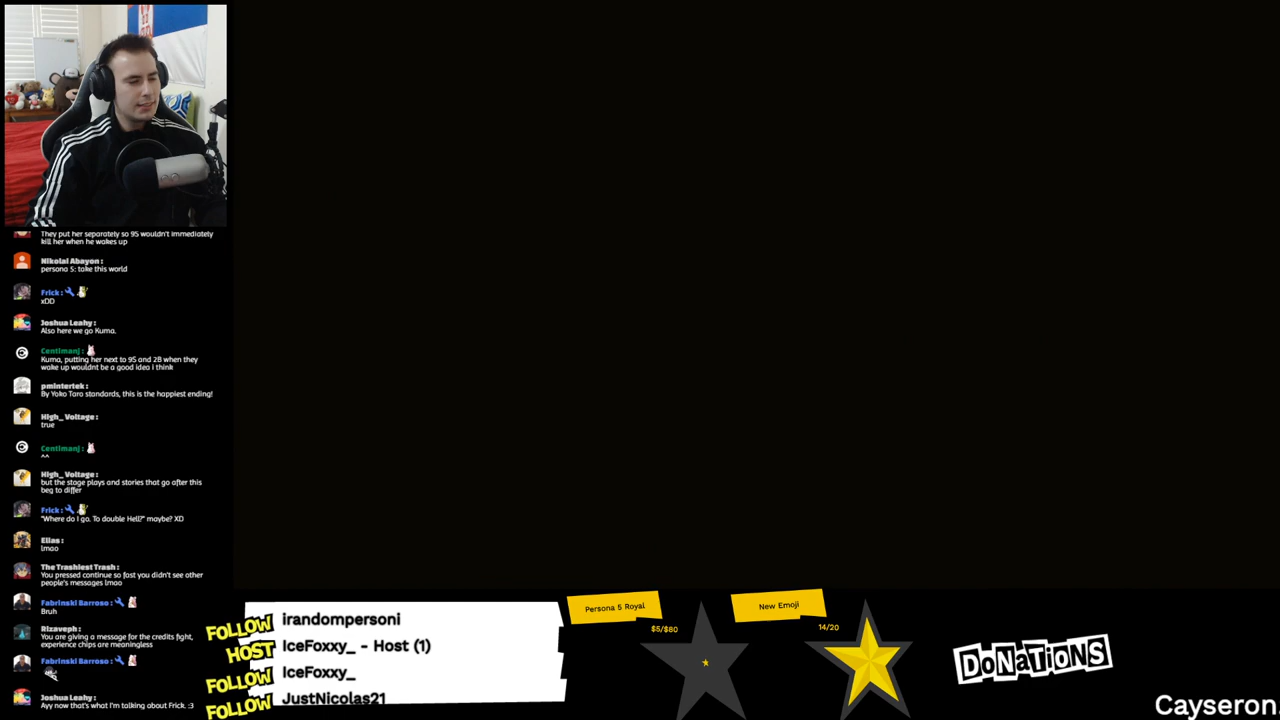 They put her separately so 9S wouldn't immediately
kill her when he wakes up
Nikolai Abayon :
persona 5: take this world
Frick :
xDD
Joshua Leahy :
Also here we go Kuma.
Centimanj :
Kuma, putting her next to 9S and 2B when they
wake up wouldnt be a good idea i think
pmintertek :
By Yoko Taro standards, this is the happiest ending!
High_Voltage :
true
Centimanj :
^^
High_Voltage :
but the stage plays and stories that go after this
beg to differ
Frick :
"Where do I go. To double Hell?" maybe? XD
Elias :
lmao
The Trashiest Trash :
You pressed continue so fast you didn't see other
people's messages lmao
Fabrinski Barroso :
Bruh
Rizaveph :
You are giving a message for the credits fight,
experience chips are meaningless
Fabrinski Barroso :
Joshua Leahy :
Ayy now that's what I'm talking about Frick. :3
FOLLOW irandompersoni
HOST IceFoxxy_ - Host (1)
FOLLOW IceFoxxy_
FOLLOW JustNicolas21
Persona 5 Royal
$5/$80
New Emoji
14/20
DoNaTiONS
Cayseron